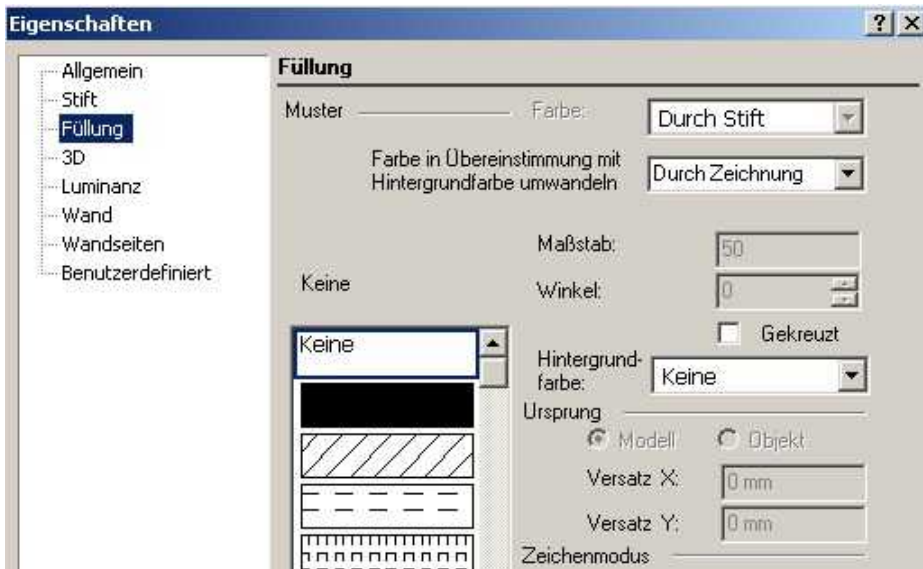 Eigenschaften
Allgemein
Stift
Füllung
3D
Luminanz
Wand
Wandseiten
Benutzerdefiniert
Füllung
Muster
Farbe:
Durch Stift
Farbe in Übereinstimming mit
Hintergrundfarbe umwandeln
Durch Zeichnung
Maßstab:
50
Keine
Winkel:
0
Gekreuzt
Keine
Hintergrund-
farbe:
Keine
Ursprung
Modell
Objekt
Versatz X:
0 mm
Versatz Y:
0 mm
Zeichenmodus